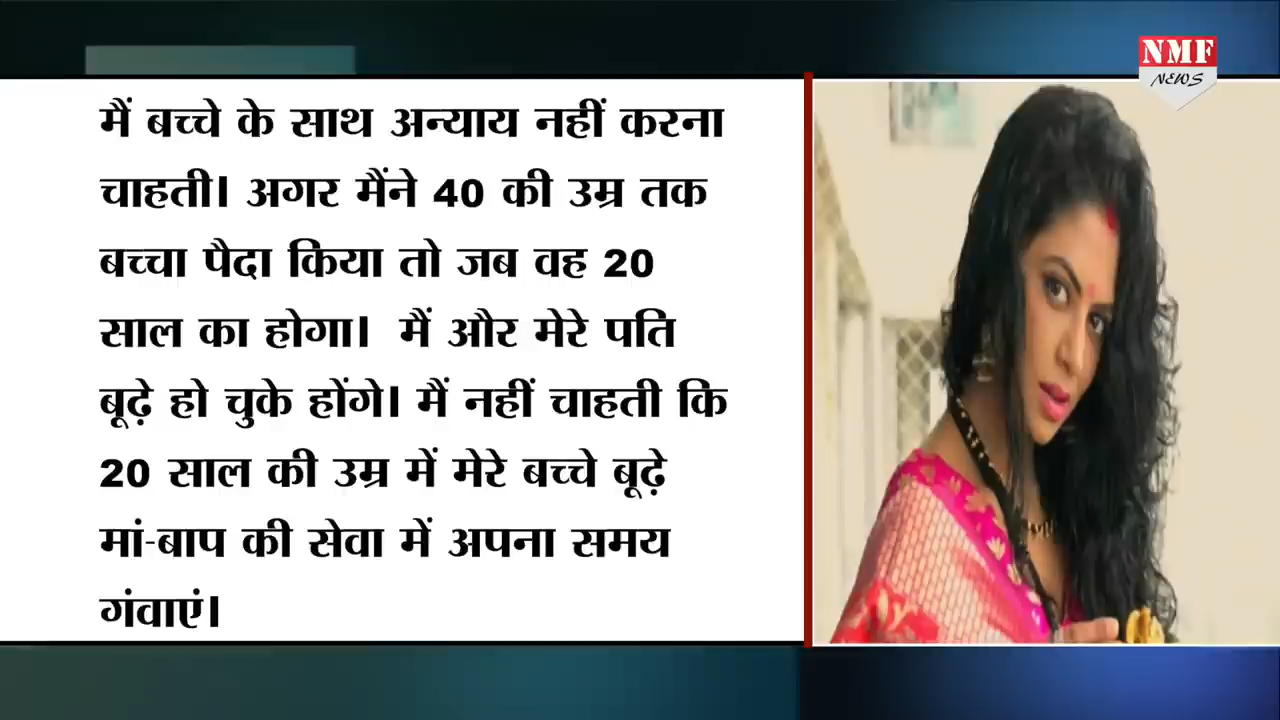 NMF
NEWS
मैं बच्चे के साथ अन्याय नहीं करना
चाहती। अगर मैंने 40 की उम्र तक
बच्चा पैदा किया तो जब वह 20
साल का होगा।  मैं और मेरे पति
बूढ़े हो चुके होंगे। मैं नहीं चाहती कि
20 साल की उम्र में मेरे बच्चे बूढ़े
मां-बाप की सेवा में अपना समय
गंवाएं।